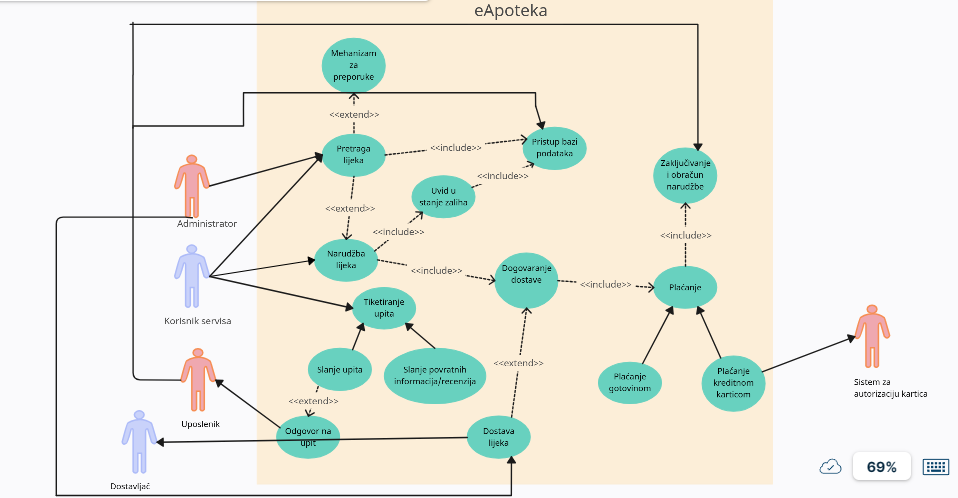 eApoteka
Mehanizam
za
preporuke
<<extend>>
Pretraga
lijeka
<<include>>
Pristup bazi
podataka
<<include>>
Zaključivanje
i obračun
narudžbe
Uvid u
stanje zaliha
<<extend>>
Administrator
<<include>>
<<include>>
Narudžba
lijeka
<<include>>
Dogovaranje
dostave
<<include>>
Plaćanje
Korisnik servisa
Tiketiranje
upita
Slanje upita
Slanje povratnih
informacija/recenzija
<<extend>>
Plaćanje
gotovinom
Plaćanje
kreditnom
karticom
Sistem za
autorizaciju kartica
<<extend>>
Uposlenik
Odgovor na
upit
Dostava
lijeka
Dostavljač
69%